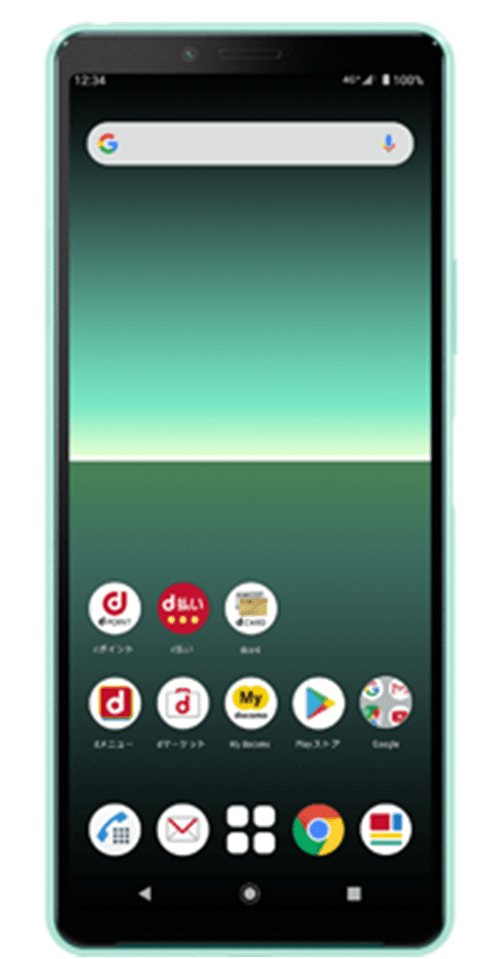 12:34
4G+ 100%
d POINT
d払い
d CARD
dポイント
d払い
dメニュー
dマーケット
My docomo
My docomo
Playストア
Google